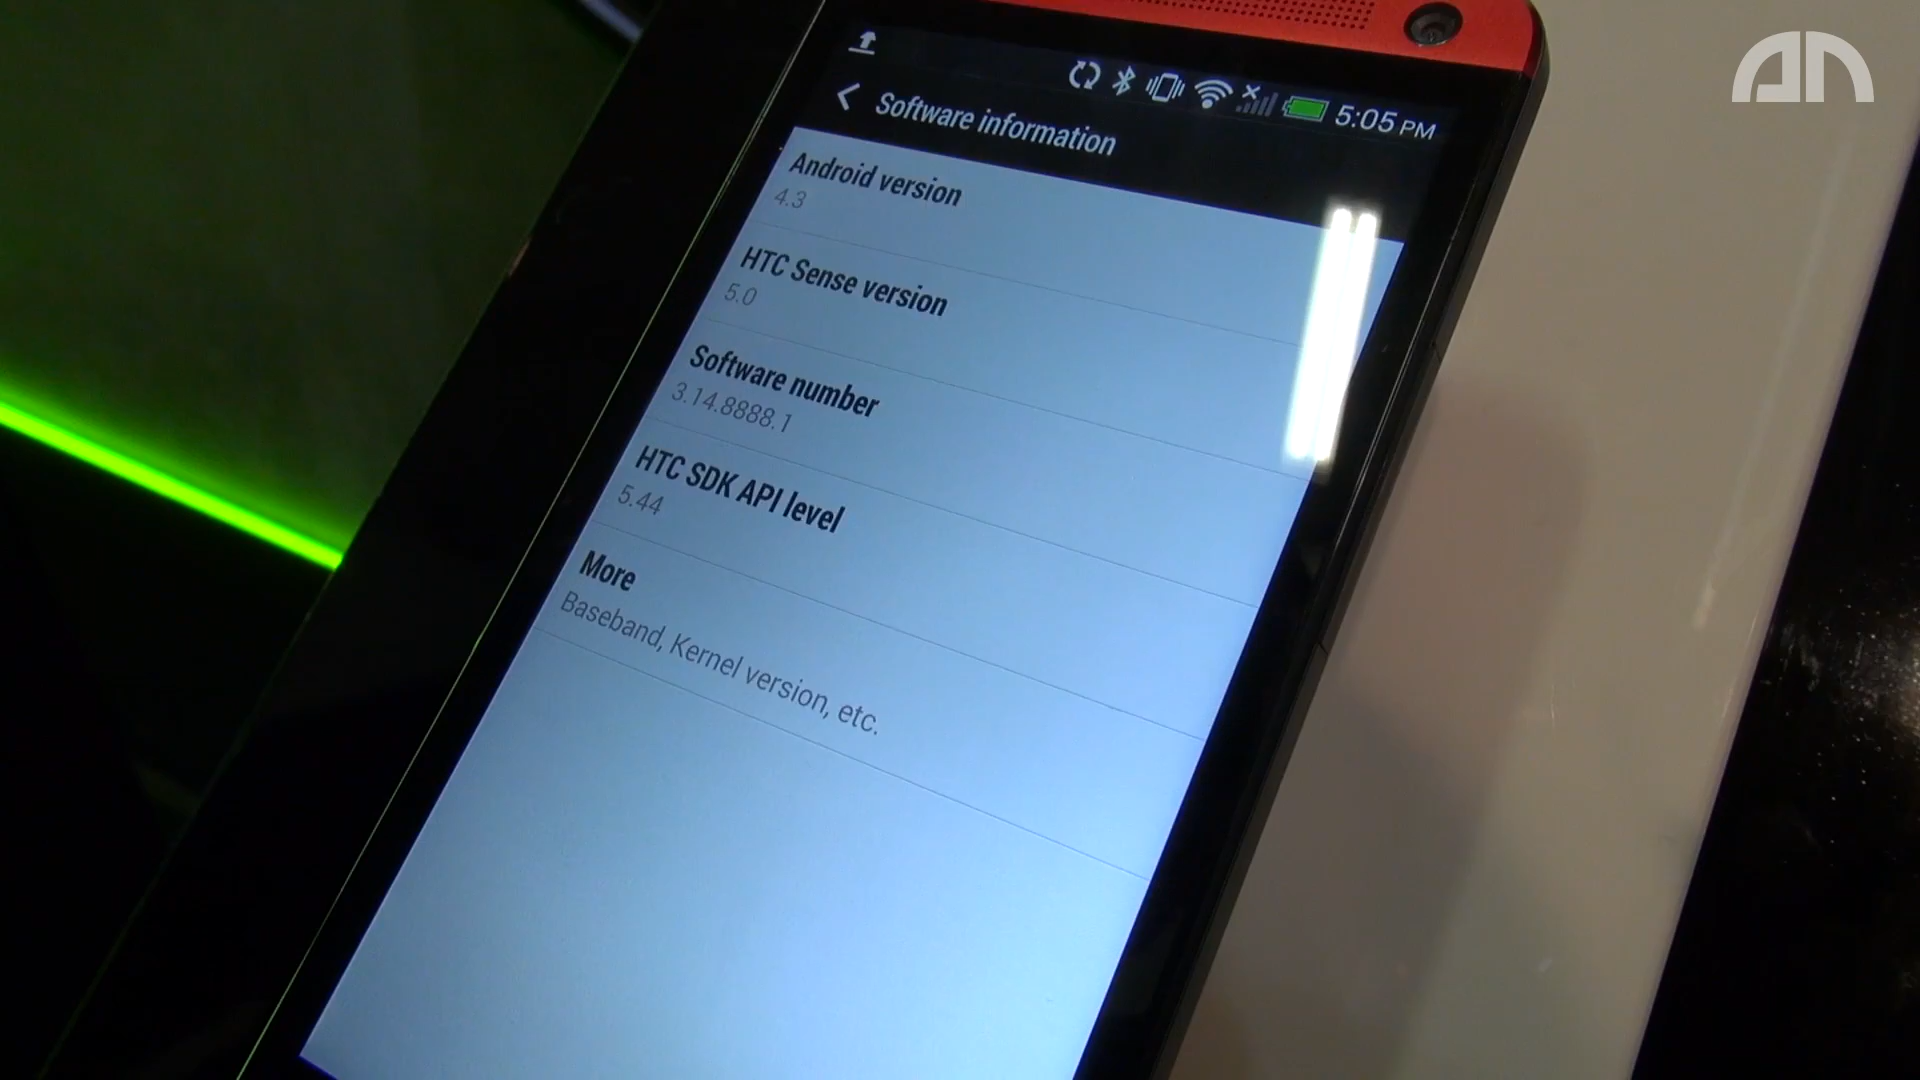 5:05 PM
Software information
Android version
4.3
HTC Sense version
5.0
Software number
3.14.8888.1
HTC SDK API level
5.44
More
Baseband, Kernel version, etc.